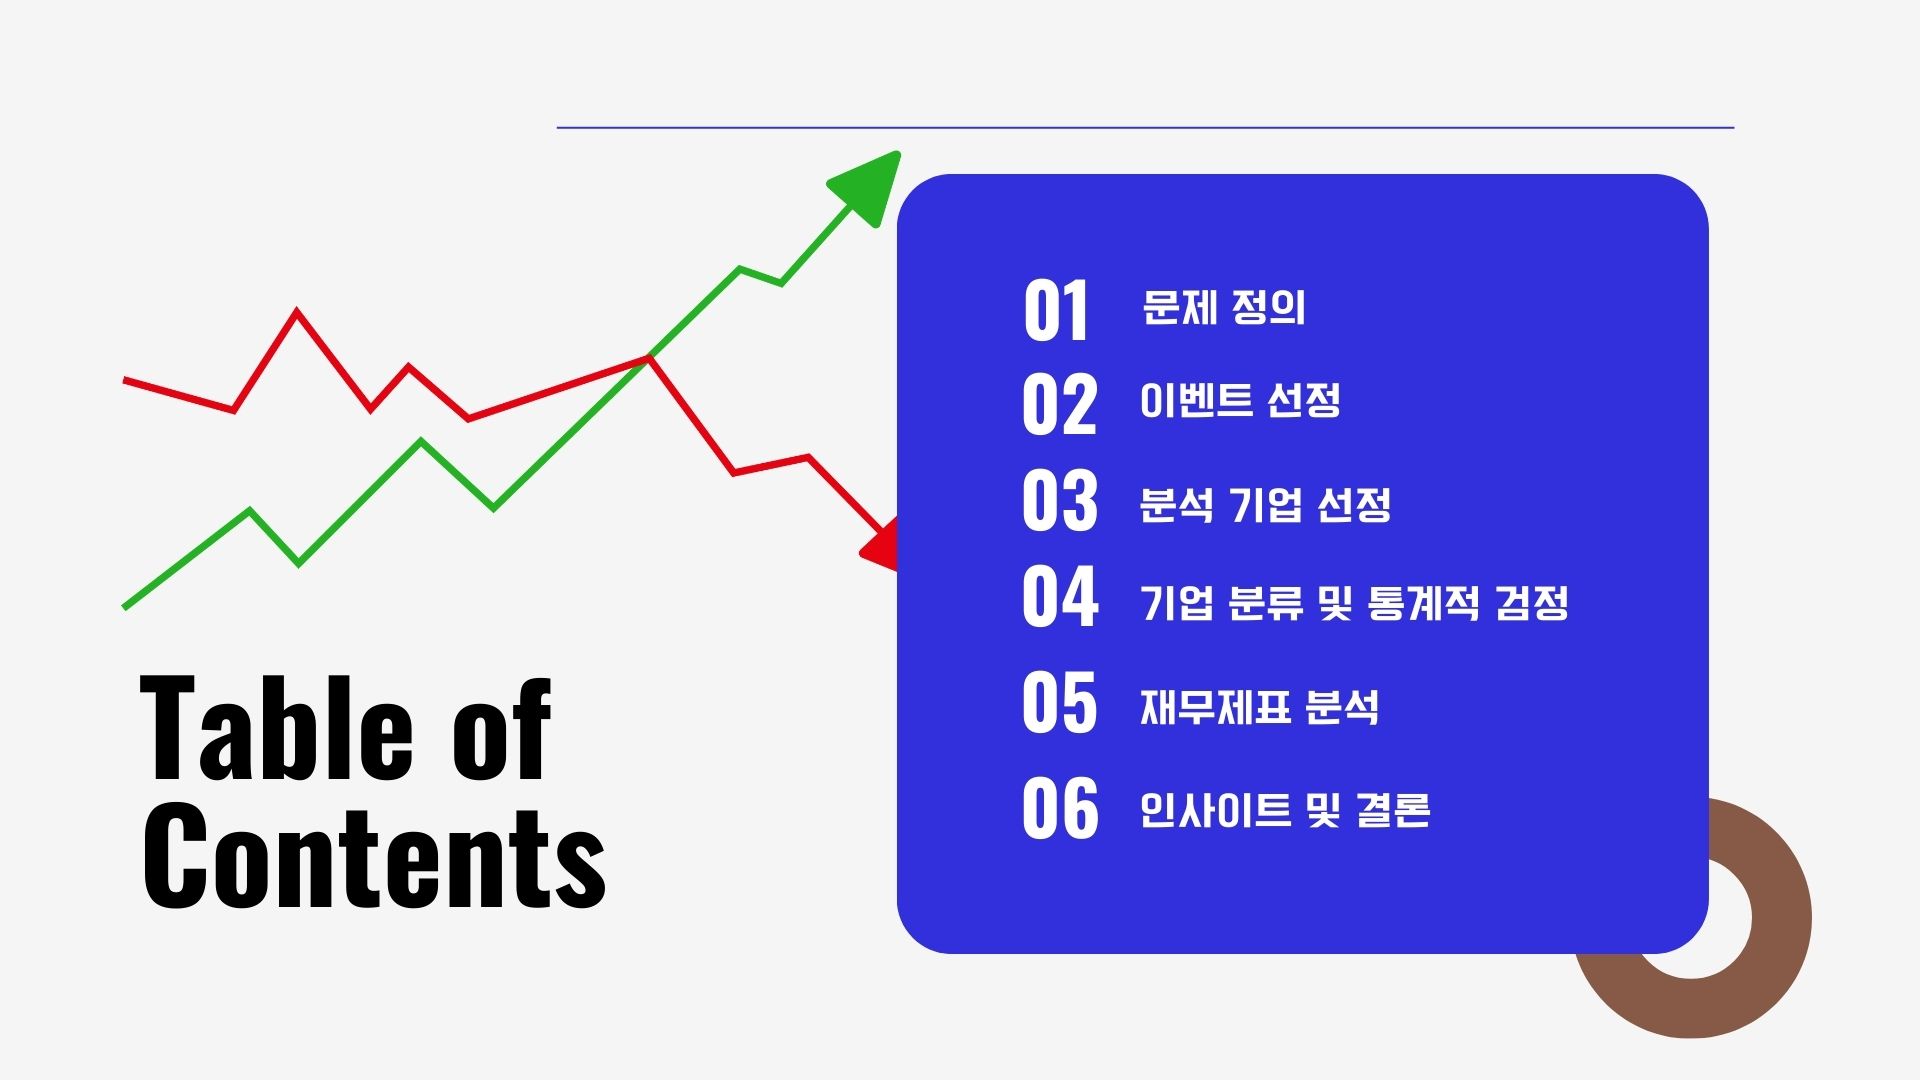 Table of
Contents
01 문제 정의
02 이벤트 선정
03 분석 기업 선정
04 기업 분류 및 통계적 검정
05 재무제표 분석
06 인사이트 및 결론